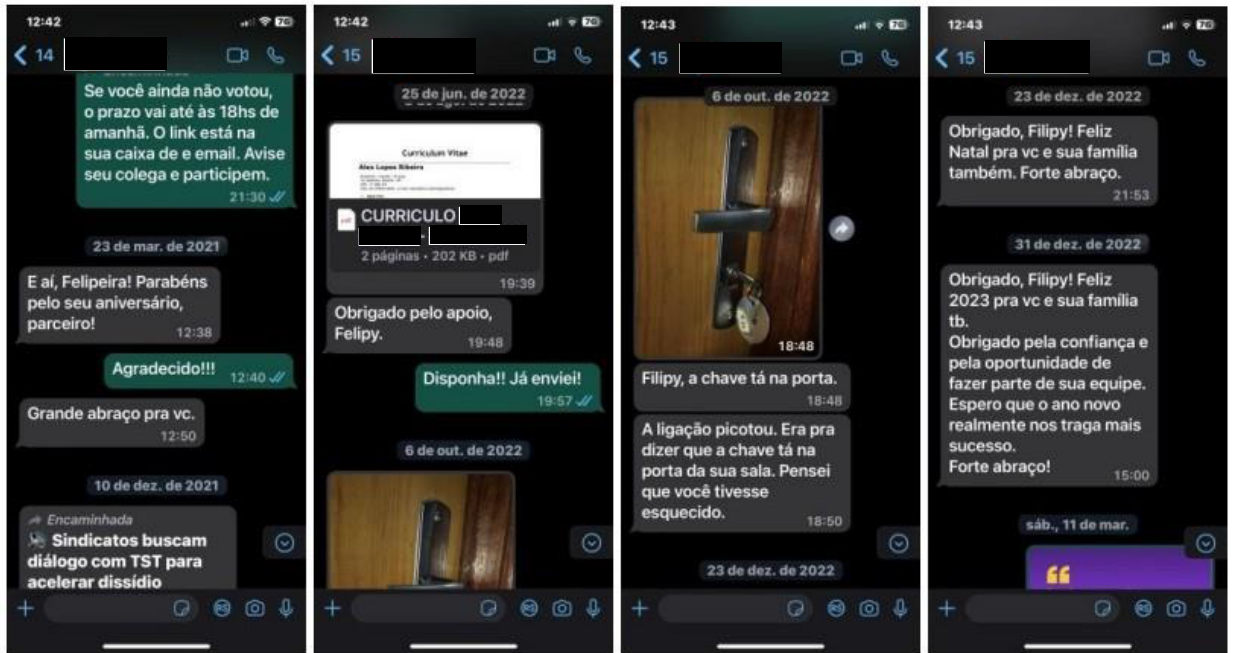 12:42
76
14
Encaminhada
Se você ainda não votou,
o prazo vai até às 18hs de
amanhã. O link está na
sua caixa de e email. Avise
seu colega e participem.
21:30
23 de mar. de 2021
E aí, Felipeira! Parabéns
pelo seu aniversário,
parceiro!
12:38
Agradecido!!!
12:40
Grande abraço pra vc.
12:50
10 de dez. de 2021
Encaminhada
Sindicatos buscam
diálogo com TST para
acelerar dissídio
12:42
76
15
25 de jun. de 2022
Curriculum Vitae
Alex Lopes Ribeira
pdf
CURRICULO
2 páginas • 202 KB • pdf
19:39
Obrigado pelo apoio,
Felipy.
19:48
Disponha!! Já enviei!
19:57
6 de out. de 2022
12:43
76
15
6 de out. de 2022
18:48
Filipy, a chave tá na porta.
18:48
A ligação picotou. Era pra
dizer que a chave tá na
porta da sua sala. Pensei
que você tivesse
esquecido.
18:50
23 de dez. de 2022
12:43
76
15
23 de dez. de 2022
Obrigado, Filipy! Feliz
Natal pra vc e sua família
também. Forte abraço.
21:53
31 de dez. de 2022
Obrigado, Filipy! Feliz
2023 pra vc e sua família
tb.
Obrigado pela confiança e
pela oportunidade de
fazer parte de sua equipe.
Espero que o ano novo
realmente nos traga mais
sucesso.
Forte abraço!
15:00
sáb., 11 de mar.